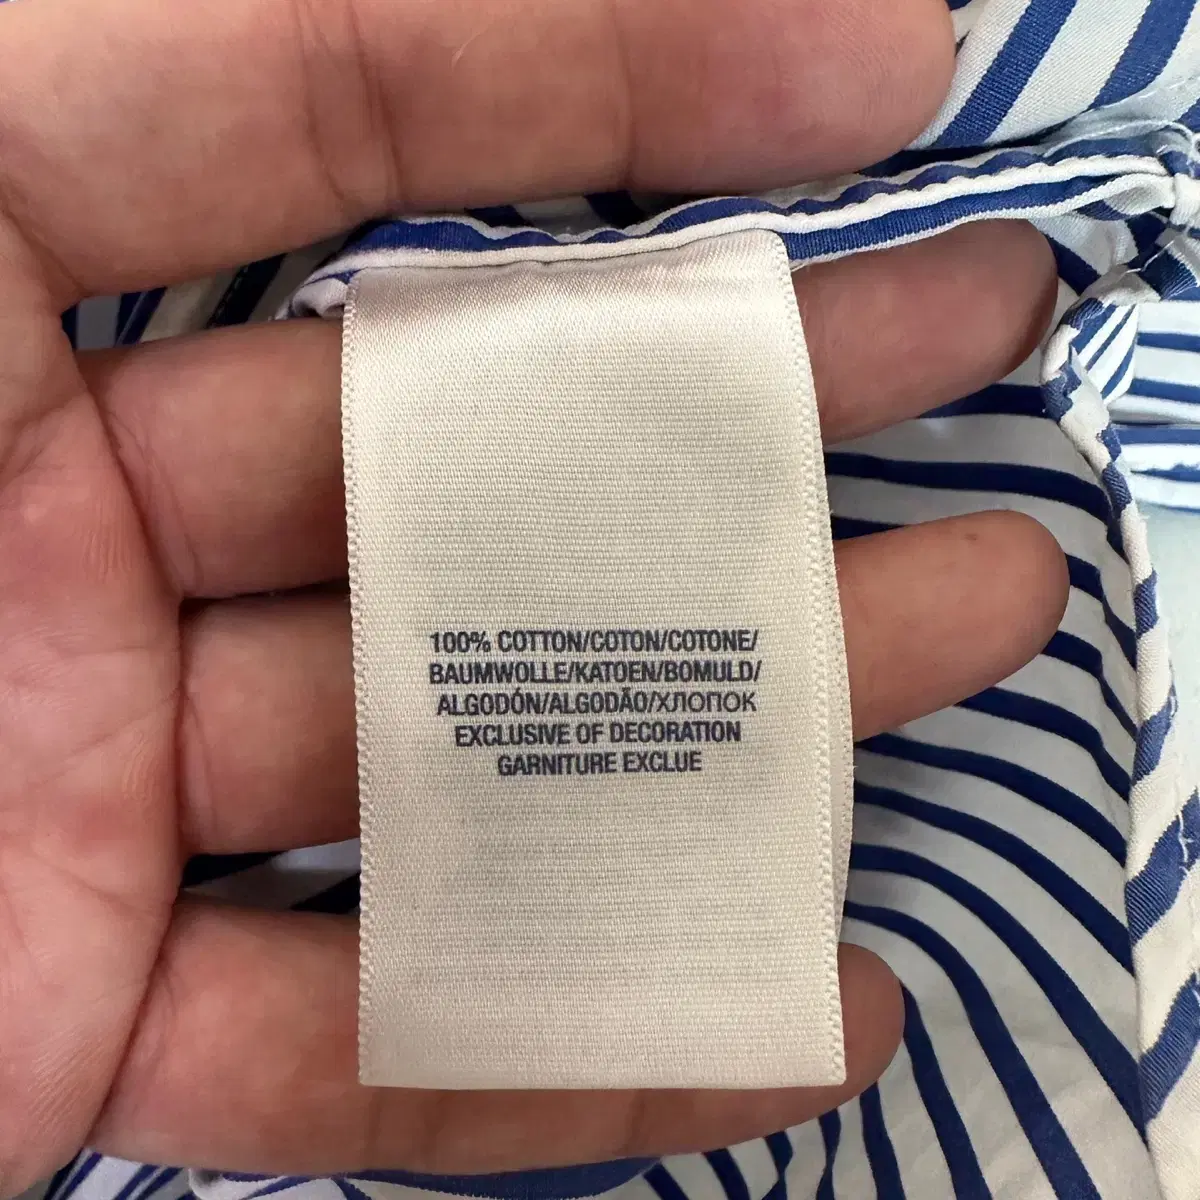 100% COTTON/COTON/COTONE/
BAUMWOLLE/KATOEN/BOMULD/
ALGODÓN/ALGODÃO/ХЛОПОК
EXCLUSIVE OF DECORATION
GARNITURE EXCLUE